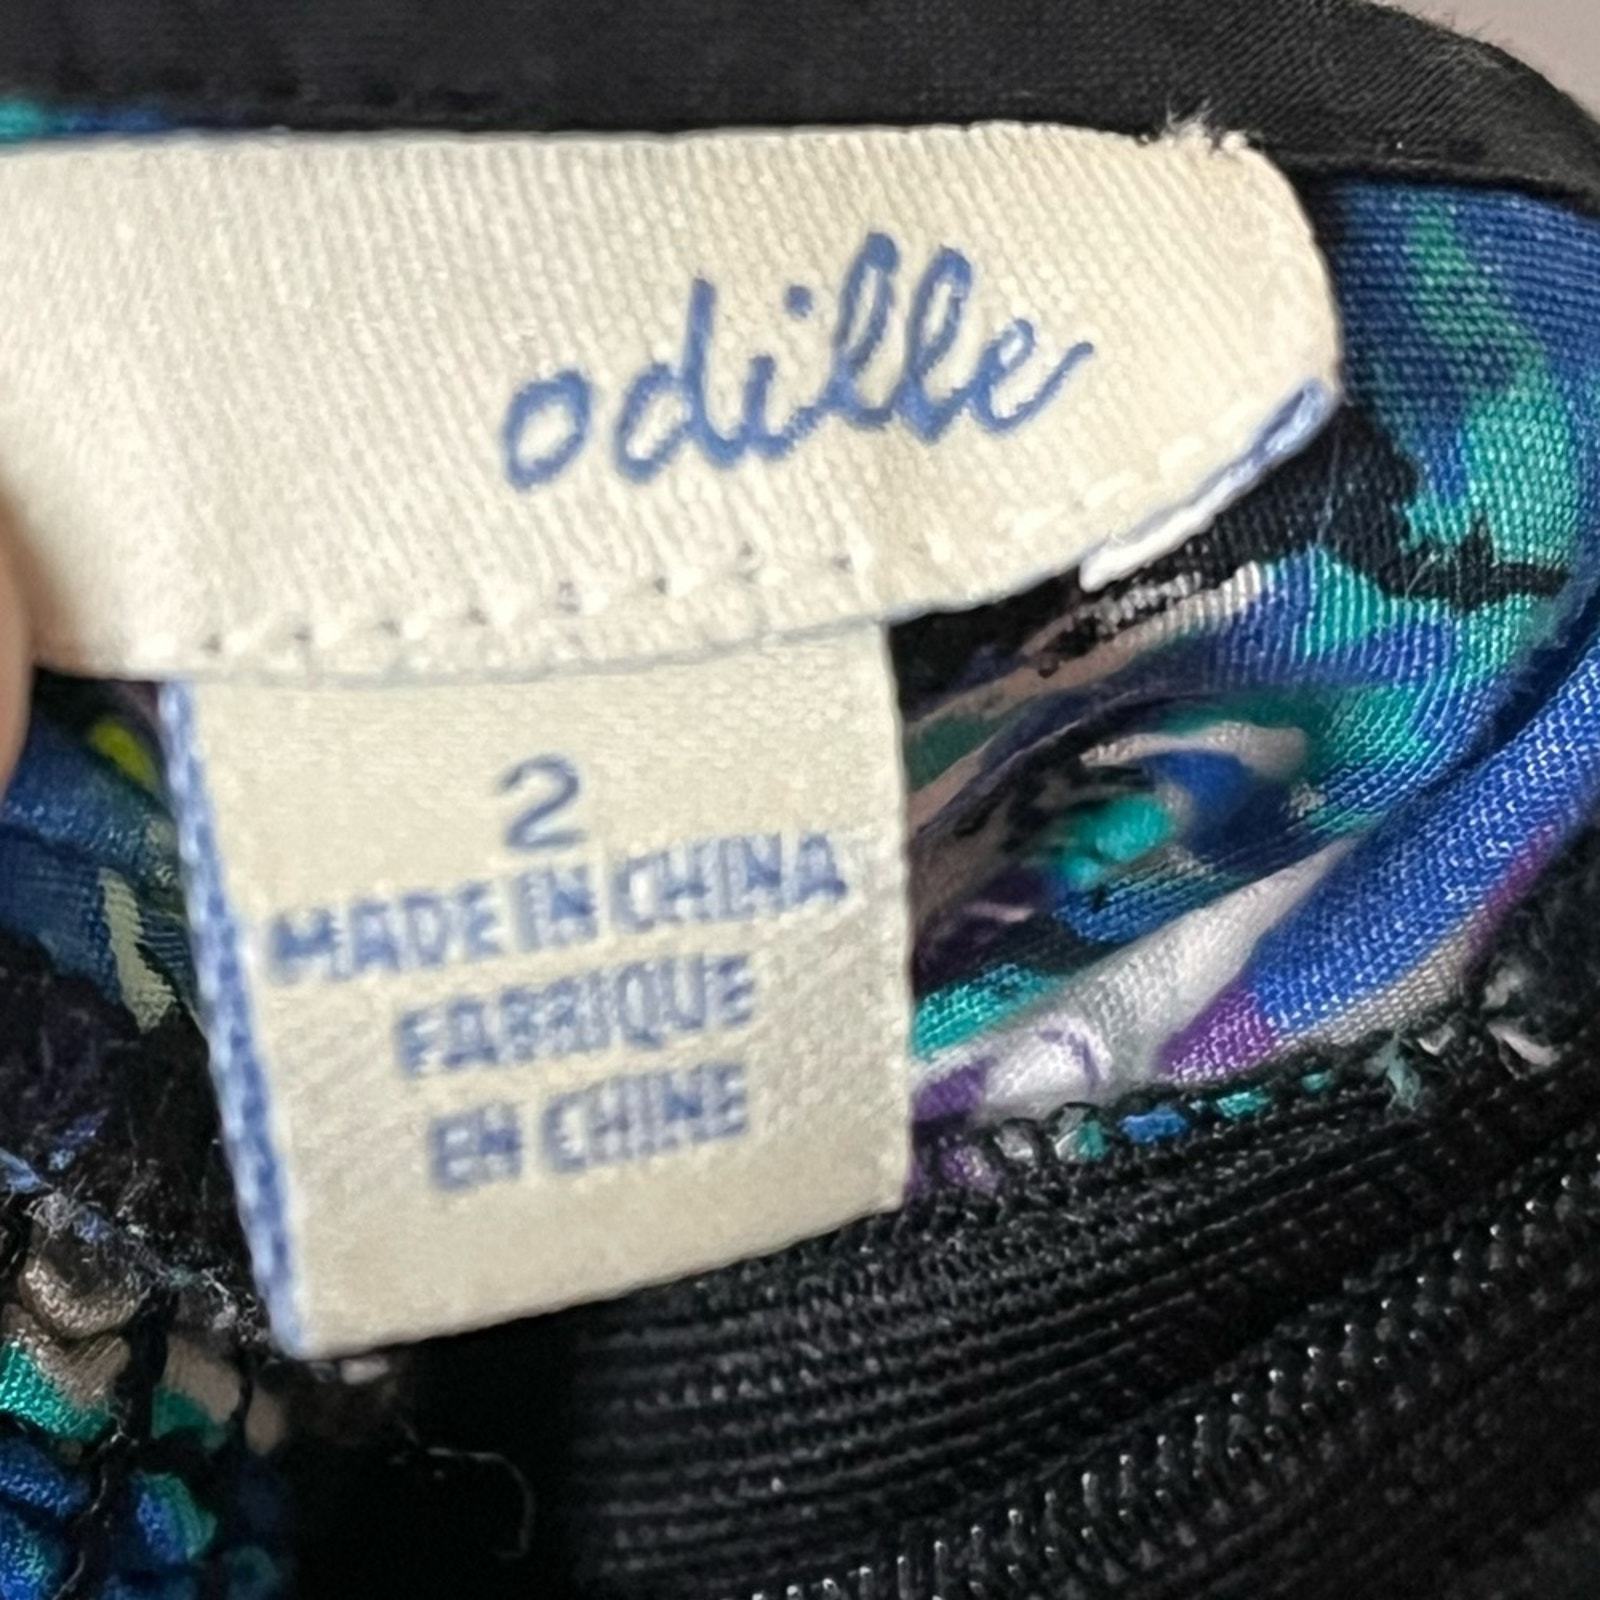 odille
2
MADE IN CHINA
FABRIQUE
EN CHINE